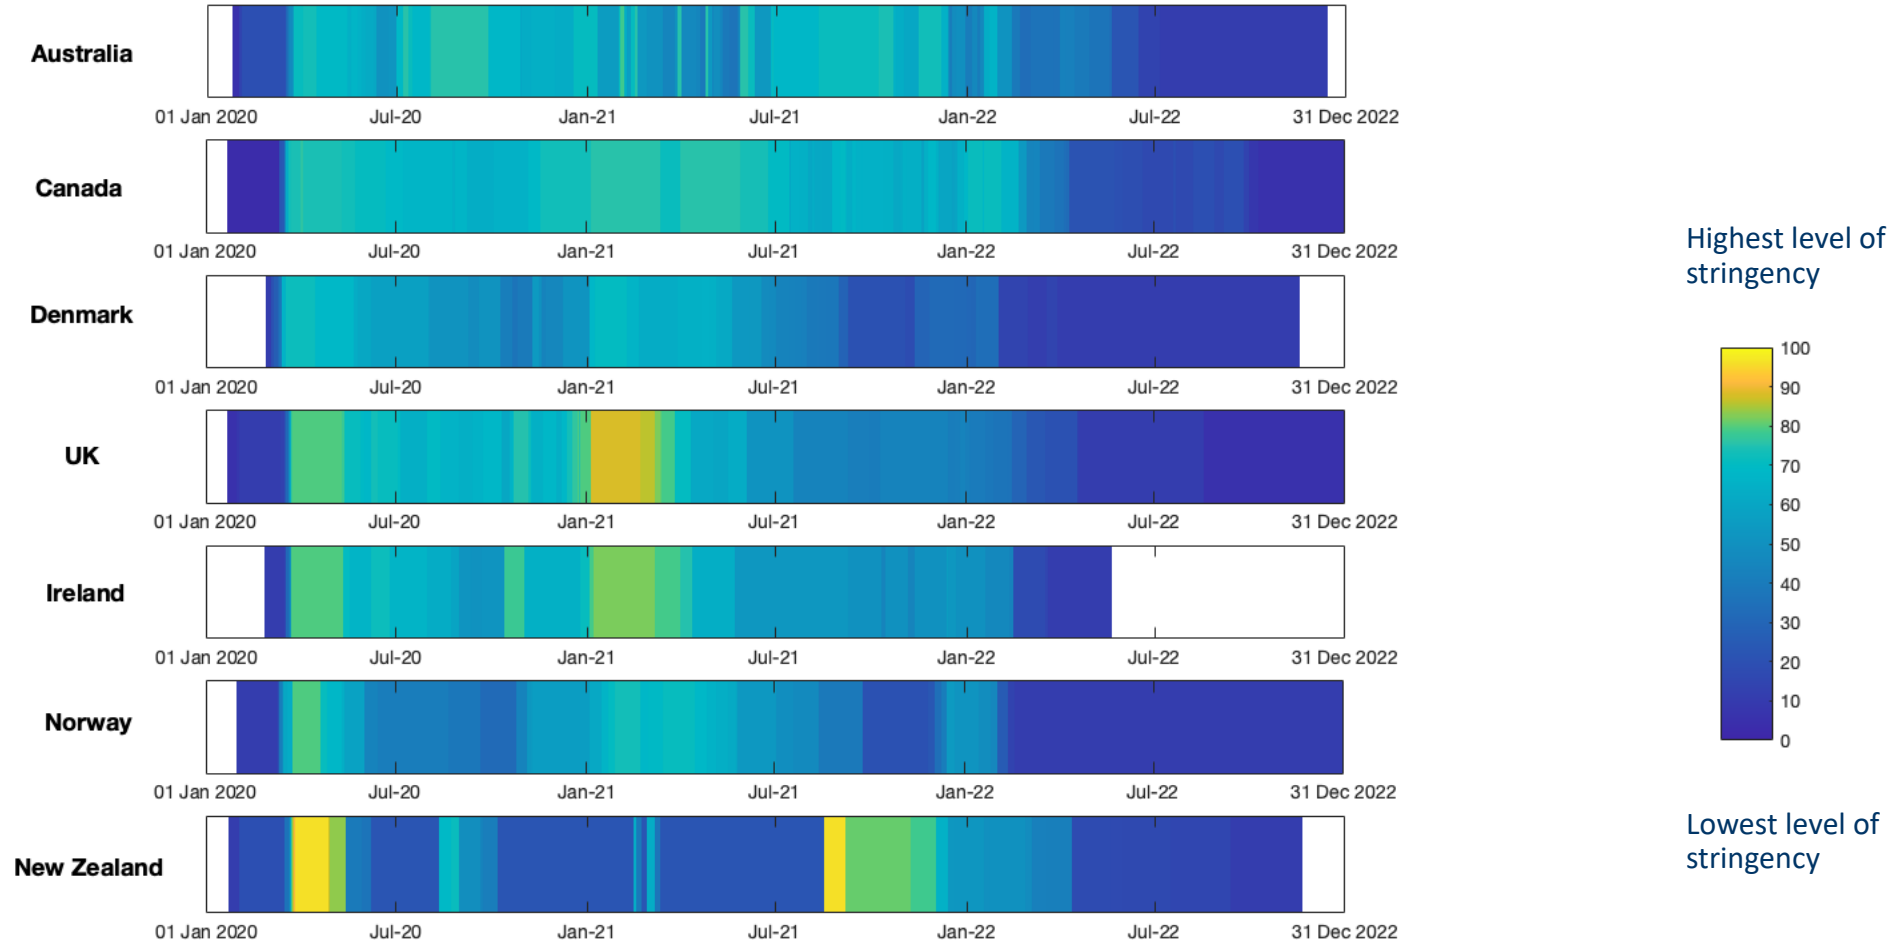 Australia
01 Jan 2020 Jul-20 Jan-21 Jul-21 Jan-22 Jul-22 31 Dec 2022
Canada
01 Jan 2020 Jul-20 Jan-21 Jul-21 Jan-22 Jul-22 31 Dec 2022
Denmark
01 Jan 2020 Jul-20 Jan-21 Jul-21 Jan-22 Jul-22 31 Dec 2022
UK
01 Jan 2020 Jul-20 Jan-21 Jul-21 Jan-22 Jul-22 31 Dec 2022
Ireland
01 Jan 2020 Jul-20 Jan-21 Jul-21 Jan-22 Jul-22 31 Dec 2022
Norway
01 Jan 2020 Jul-20 Jan-21 Jul-21 Jan-22 Jul-22 31 Dec 2022
New Zealand
01 Jan 2020 Jul-20 Jan-21 Jul-21 Jan-22 Jul-22 31 Dec 2022
Highest level of
stringency
100
90
80
70
60
50
40
30
20
10
0
Lowest level of
stringency